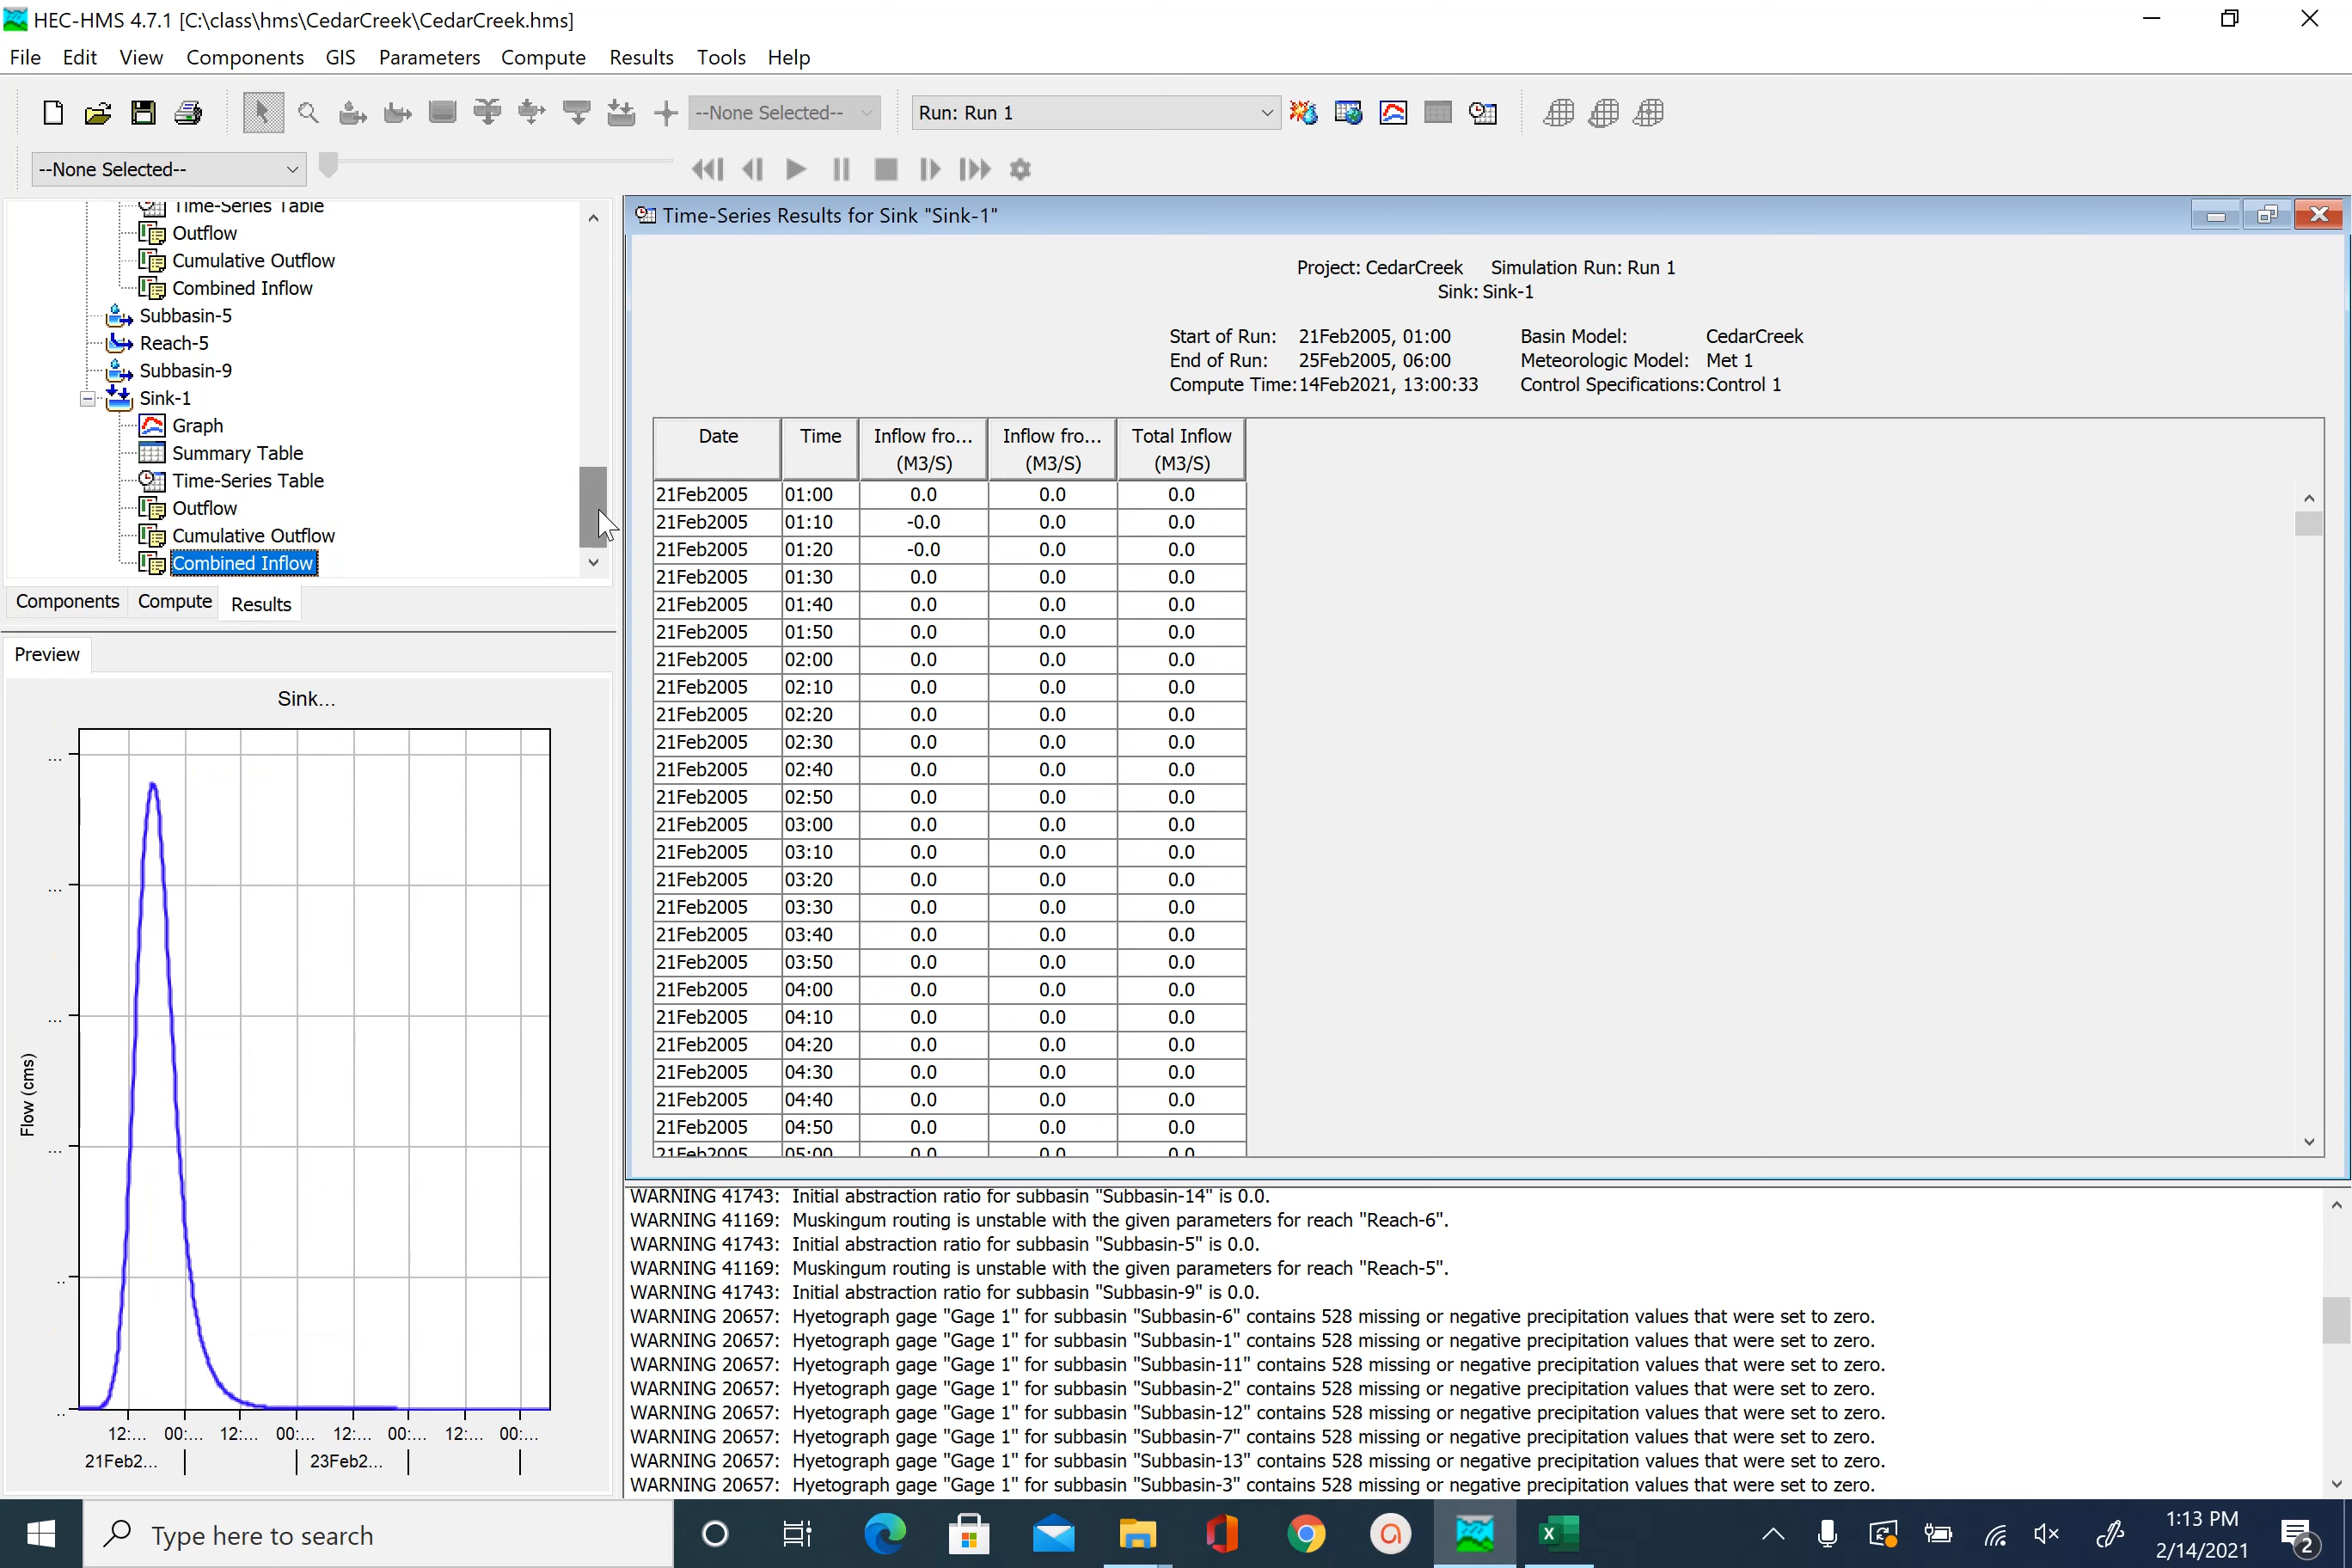 HEC-HMS 4.7.1 [C:\class\hms\CedarCreek\CedarCreek.hms]
File Edit View Components GIS Parameters Compute Results Tools Help
--None Selected-- Run: Run 1
--None Selected--
Time-Series Table
Outflow
Cumulative Outflow
Combined Inflow
Subbasin-5
Reach-5
Subbasin-9
Sink-1
Graph
Summary Table
Time-Series Table
Outflow
Cumulative Outflow
Combined Inflow
Components Compute Results
Preview
Sink...
...
...
...
...
..
..
Flow (cms)
12:... 00:... 12:... 00:... 12:... 00:... 12:... 00:...
21Feb2... 23Feb2...
Time-Series Results for Sink "Sink-1"
Project: CedarCreek Simulation Run: Run 1
Sink: Sink-1
Start of Run: 21Feb2005, 01:00 Basin Model: CedarCreek
End of Run: 25Feb2005, 06:00 Meteorologic Model: Met 1
Compute Time:14Feb2021, 13:00:33 Control Specifications:Control 1
Date Time Inflow fro... Inflow fro... Total Inflow
(M3/S) (M3/S) (M3/S)
21Feb2005 01:00 0.0 0.0 0.0
21Feb2005 01:10 -0.0 0.0 0.0
21Feb2005 01:20 -0.0 0.0 0.0
21Feb2005 01:30 0.0 0.0 0.0
21Feb2005 01:40 0.0 0.0 0.0
21Feb2005 01:50 0.0 0.0 0.0
21Feb2005 02:00 0.0 0.0 0.0
21Feb2005 02:10 0.0 0.0 0.0
21Feb2005 02:20 0.0 0.0 0.0
21Feb2005 02:30 0.0 0.0 0.0
21Feb2005 02:40 0.0 0.0 0.0
21Feb2005 02:50 0.0 0.0 0.0
21Feb2005 03:00 0.0 0.0 0.0
21Feb2005 03:10 0.0 0.0 0.0
21Feb2005 03:20 0.0 0.0 0.0
21Feb2005 03:30 0.0 0.0 0.0
21Feb2005 03:40 0.0 0.0 0.0
21Feb2005 03:50 0.0 0.0 0.0
21Feb2005 04:00 0.0 0.0 0.0
21Feb2005 04:10 0.0 0.0 0.0
21Feb2005 04:20 0.0 0.0 0.0
21Feb2005 04:30 0.0 0.0 0.0
21Feb2005 04:40 0.0 0.0 0.0
21Feb2005 04:50 0.0 0.0 0.0
21Feb2005 05:00 0.0 0.0 0.0
WARNING 41743: Initial abstraction ratio for subbasin "Subbasin-14" is 0.0.
WARNING 41169: Muskingum routing is unstable with the given parameters for reach "Reach-6".
WARNING 41743: Initial abstraction ratio for subbasin "Subbasin-5" is 0.0.
WARNING 41169: Muskingum routing is unstable with the given parameters for reach "Reach-5".
WARNING 41743: Initial abstraction ratio for subbasin "Subbasin-9" is 0.0.
WARNING 20657: Hyetograph gage "Gage 1" for subbasin "Subbasin-6" contains 528 missing or negative precipitation values that were set to zero.
WARNING 20657: Hyetograph gage "Gage 1" for subbasin "Subbasin-1" contains 528 missing or negative precipitation values that were set to zero.
WARNING 20657: Hyetograph gage "Gage 1" for subbasin "Subbasin-11" contains 528 missing or negative precipitation values that were set to zero.
WARNING 20657: Hyetograph gage "Gage 1" for subbasin "Subbasin-2" contains 528 missing or negative precipitation values that were set to zero.
WARNING 20657: Hyetograph gage "Gage 1" for subbasin "Subbasin-12" contains 528 missing or negative precipitation values that were set to zero.
WARNING 20657: Hyetograph gage "Gage 1" for subbasin "Subbasin-7" contains 528 missing or negative precipitation values that were set to zero.
WARNING 20657: Hyetograph gage "Gage 1" for subbasin "Subbasin-13" contains 528 missing or negative precipitation values that were set to zero.
WARNING 20657: Hyetograph gage "Gage 1" for subbasin "Subbasin-3" contains 528 missing or negative precipitation values that were set to zero.
Type here to search
1:13 PM
2/14/2021
2